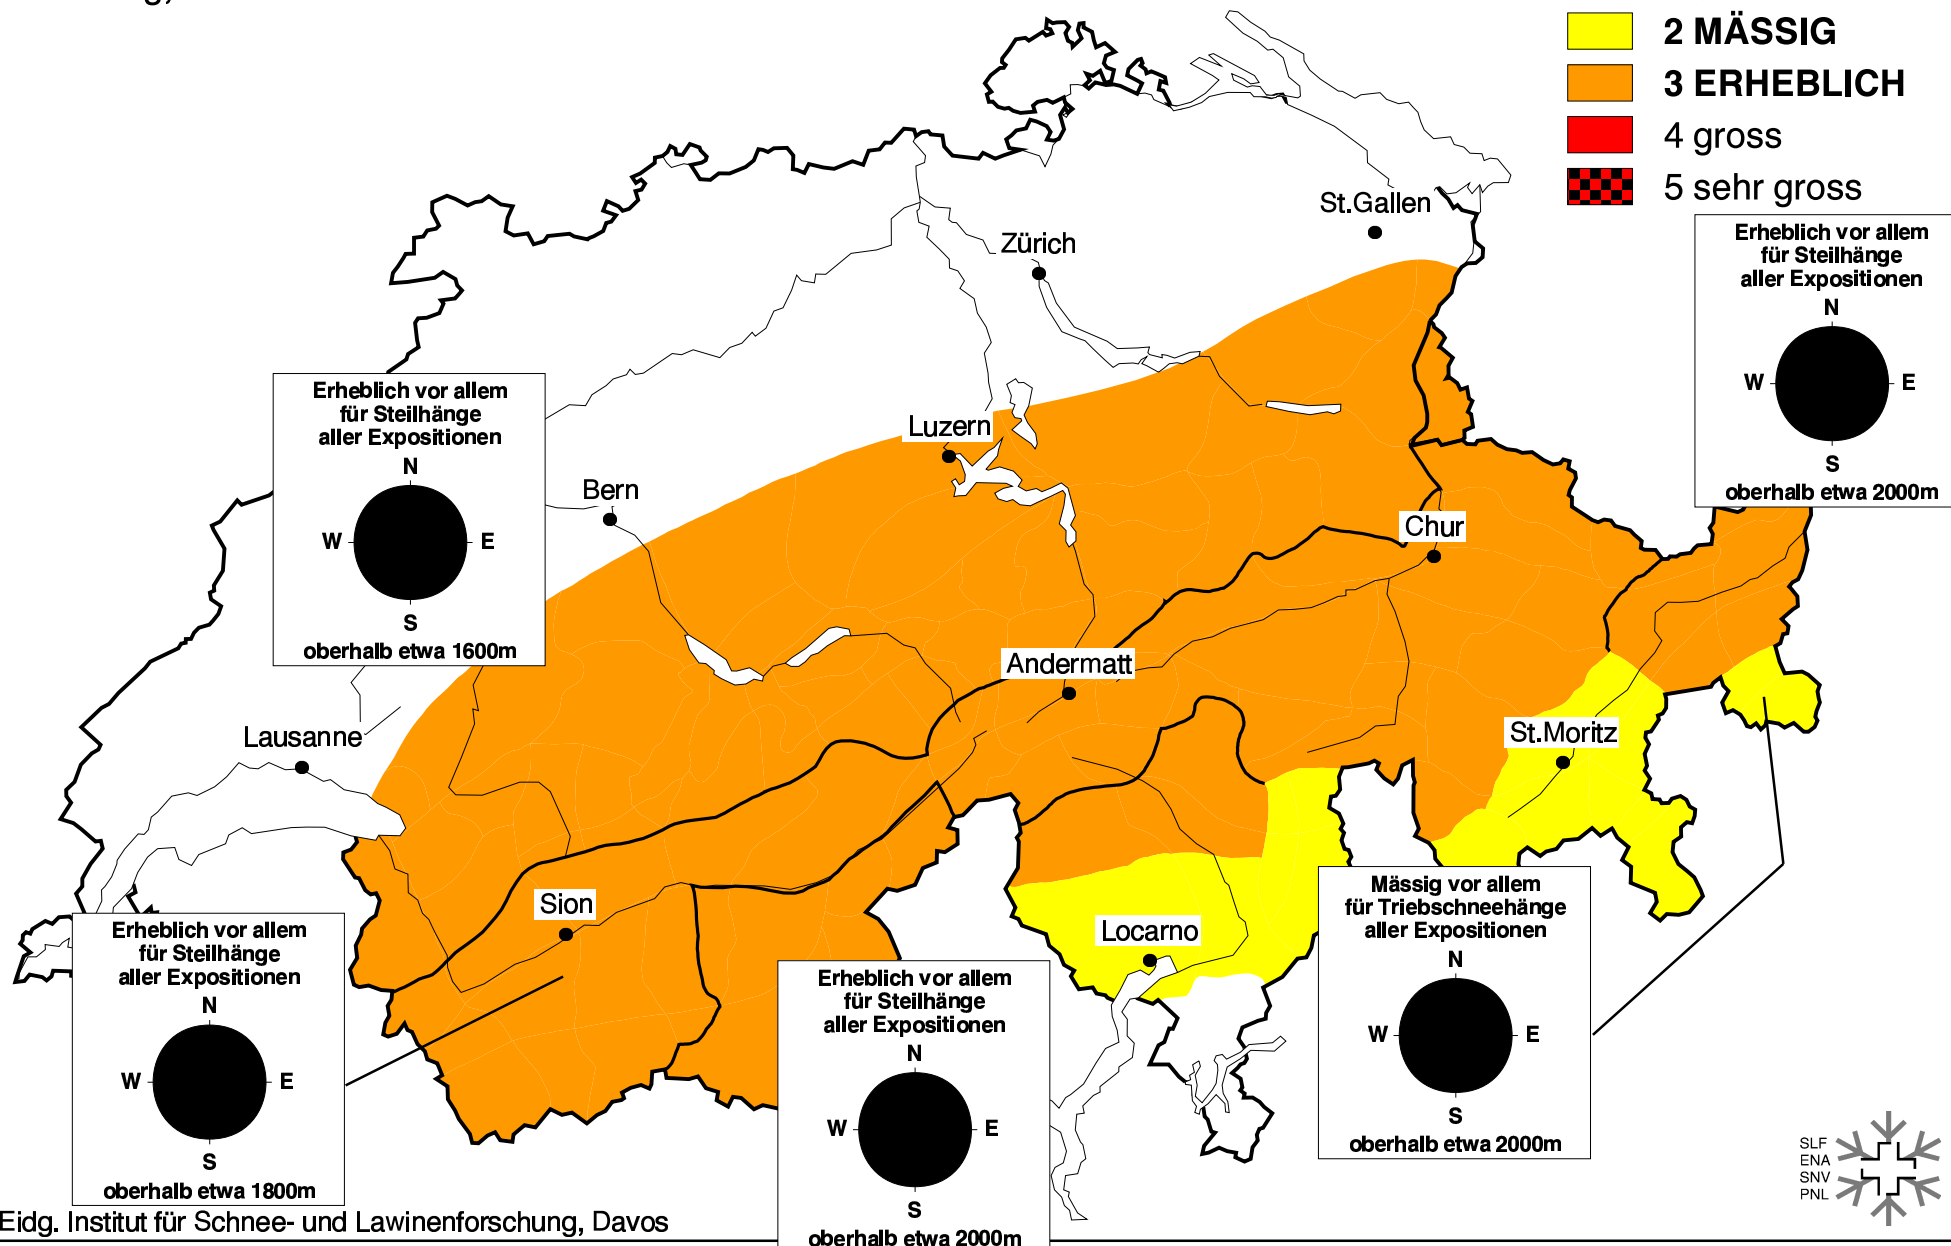 2 MÄSSIG
3 ERHEBLICH
4 gross
5 sehr gross
St.Gallen
Zürich
Erheblich vor allem
für Steilhänge
aller Expositionen
N
W
E
S
oberhalb etwa 2000m
Erheblich vor allem
für Steilhänge
aller Expositionen
N
W
E
S
oberhalb etwa 1600m
Luzern
Bern
Chur
Andermatt
Lausanne
St.Moritz
Sion
Locarno
Erheblich vor allem
für Steilhänge
aller Expositionen
N
W
E
S
oberhalb etwa 1800m
Erheblich vor allem
für Steilhänge
aller Expositionen
N
W
E
S
oberhalb etwa 2000m
Mässig vor allem
für Triebschneehänge
aller Expositionen
N
W
E
S
oberhalb etwa 2000m
SLF
ENA
SNV
PNL
Eidg. Institut für Schnee- und Lawinenforschung, Davos